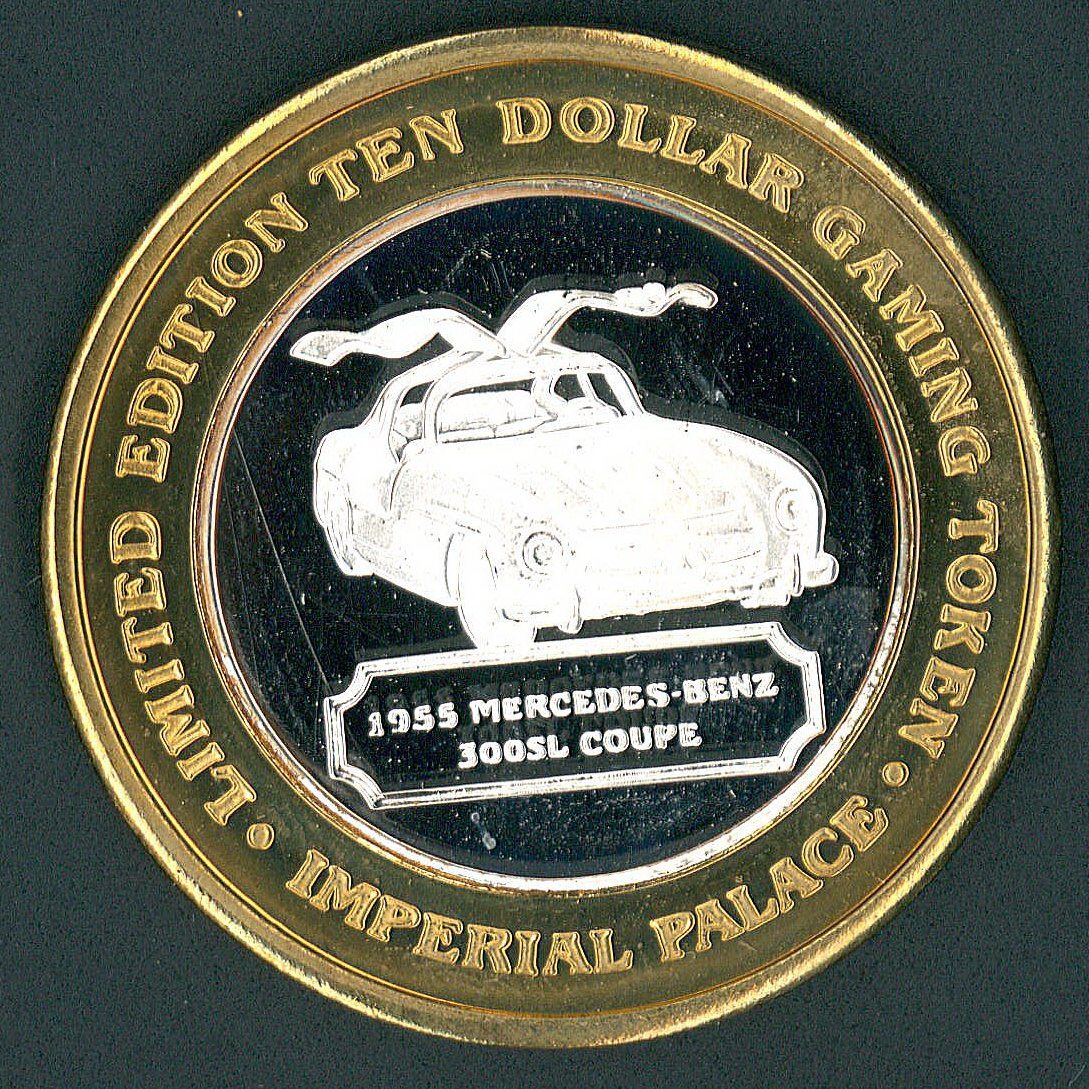 LIMITED EDITION TEN DOLLAR GAMING TOKEN
1955 MERCEDES-BENZ
300SL COUPE
• IMPERIAL PALACE •